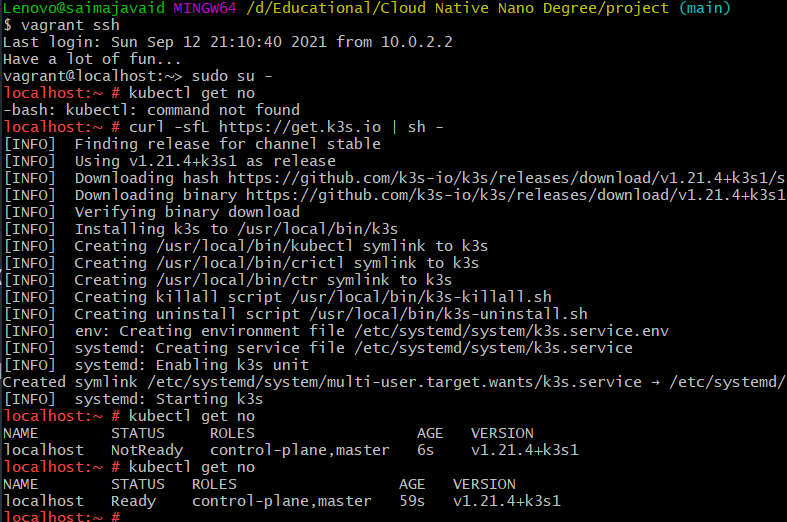 Lenovo@saimajavaid MINGW64 /d/Educational/Cloud Native Nano Degree/project (main)
$ vagrant ssh
Last login: Sun Sep 12 21:10:40 2021 from 10.0.2.2
Have a lot of fun...
vagrant@localhost:~> sudo su -
localhost:~ # kubectl get no
-bash: kubectl: command not found
localhost:~ # curl -sfL https://get.k3s.io | sh -
[INFO]  Finding release for channel stable
[INFO]  Using v1.21.4+k3s1 as release
[INFO]  Downloading hash https://github.com/k3s-io/k3s/releases/download/v1.21.4+k3s1/s
[INFO]  Downloading binary https://github.com/k3s-io/k3s/releases/download/v1.21.4+k3s1
[INFO]  Verifying binary download
[INFO]  Installing k3s to /usr/local/bin/k3s
[INFO]  Creating /usr/local/bin/kubectl symlink to k3s
[INFO]  Creating /usr/local/bin/crictl symlink to k3s
[INFO]  Creating /usr/local/bin/ctr symlink to k3s
[INFO]  Creating killall script /usr/local/bin/k3s-killall.sh
[INFO]  Creating uninstall script /usr/local/bin/k3s-uninstall.sh
[INFO]  env: Creating environment file /etc/systemd/system/k3s.service.env
[INFO]  systemd: Creating service file /etc/systemd/system/k3s.service
[INFO]  systemd: Enabling k3s unit
Created symlink /etc/systemd/system/multi-user.target.wants/k3s.service → /etc/systemd/
[INFO]  systemd: Starting k3s
localhost:~ # kubectl get no
NAME        STATUS     ROLES                  AGE   VERSION
localhost   NotReady   control-plane,master   6s    v1.21.4+k3s1
localhost:~ # kubectl get no
NAME        STATUS   ROLES                  AGE   VERSION
localhost   Ready    control-plane,master   59s   v1.21.4+k3s1
localhost:~ #